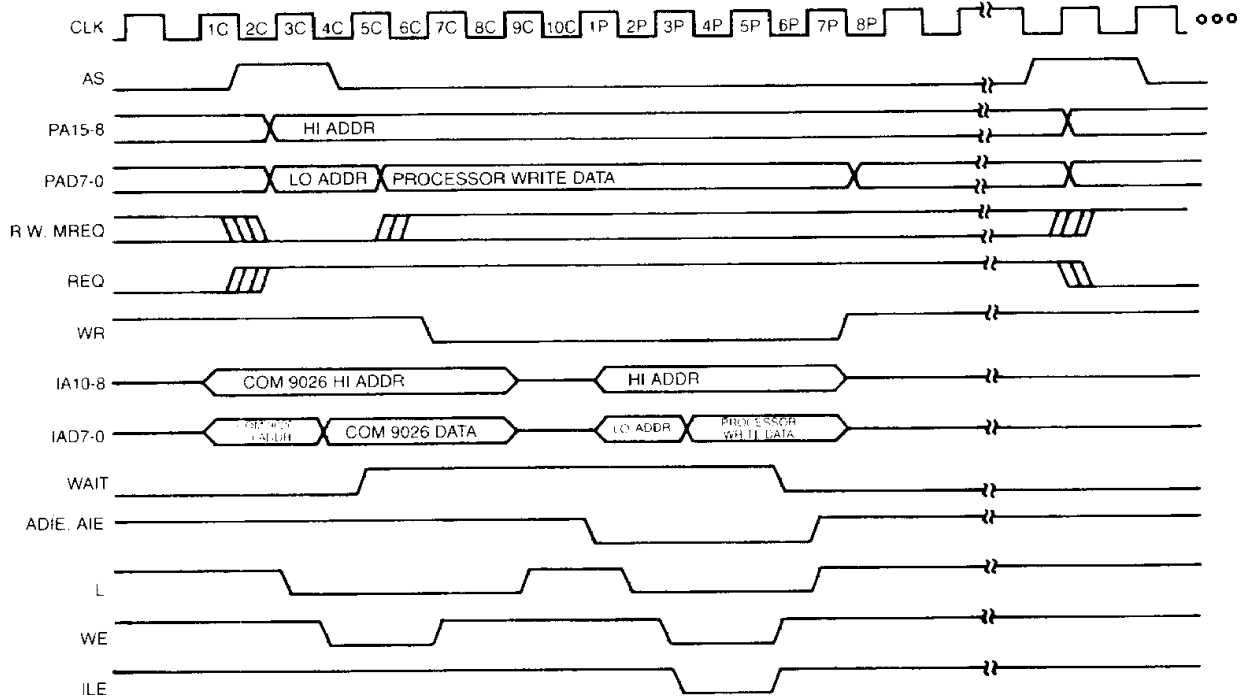 CLK 1C 2C 3C 4C 5C 6C 7C 8C 9C 10C 1P 2P 3P 4P 5P 6P 7P 8P
AS
PA15-8 HI ADDR
PAD7-0 LO ADDR PROCESSOR WRITE DATA
R W. MREQ
REQ
WR
IA10-8 COM 9026 HI ADDR HI ADDR
IAD7-0 ADDR COM 9026 DATA LO ADDR PROCESSOR
WRITE DATA
WAIT
ADIE. AIE
L
WE
ILE